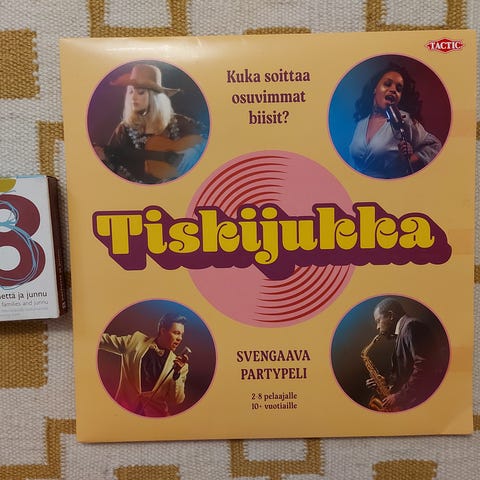 TACTIC
Kuka soittaa
osuvimmat
biisit?
Tiskijukka
SVENGAAVA
PARTYPELI
2-8 pelaajalle
10+ vuotiaille
8
että ja junnu
families and junnu